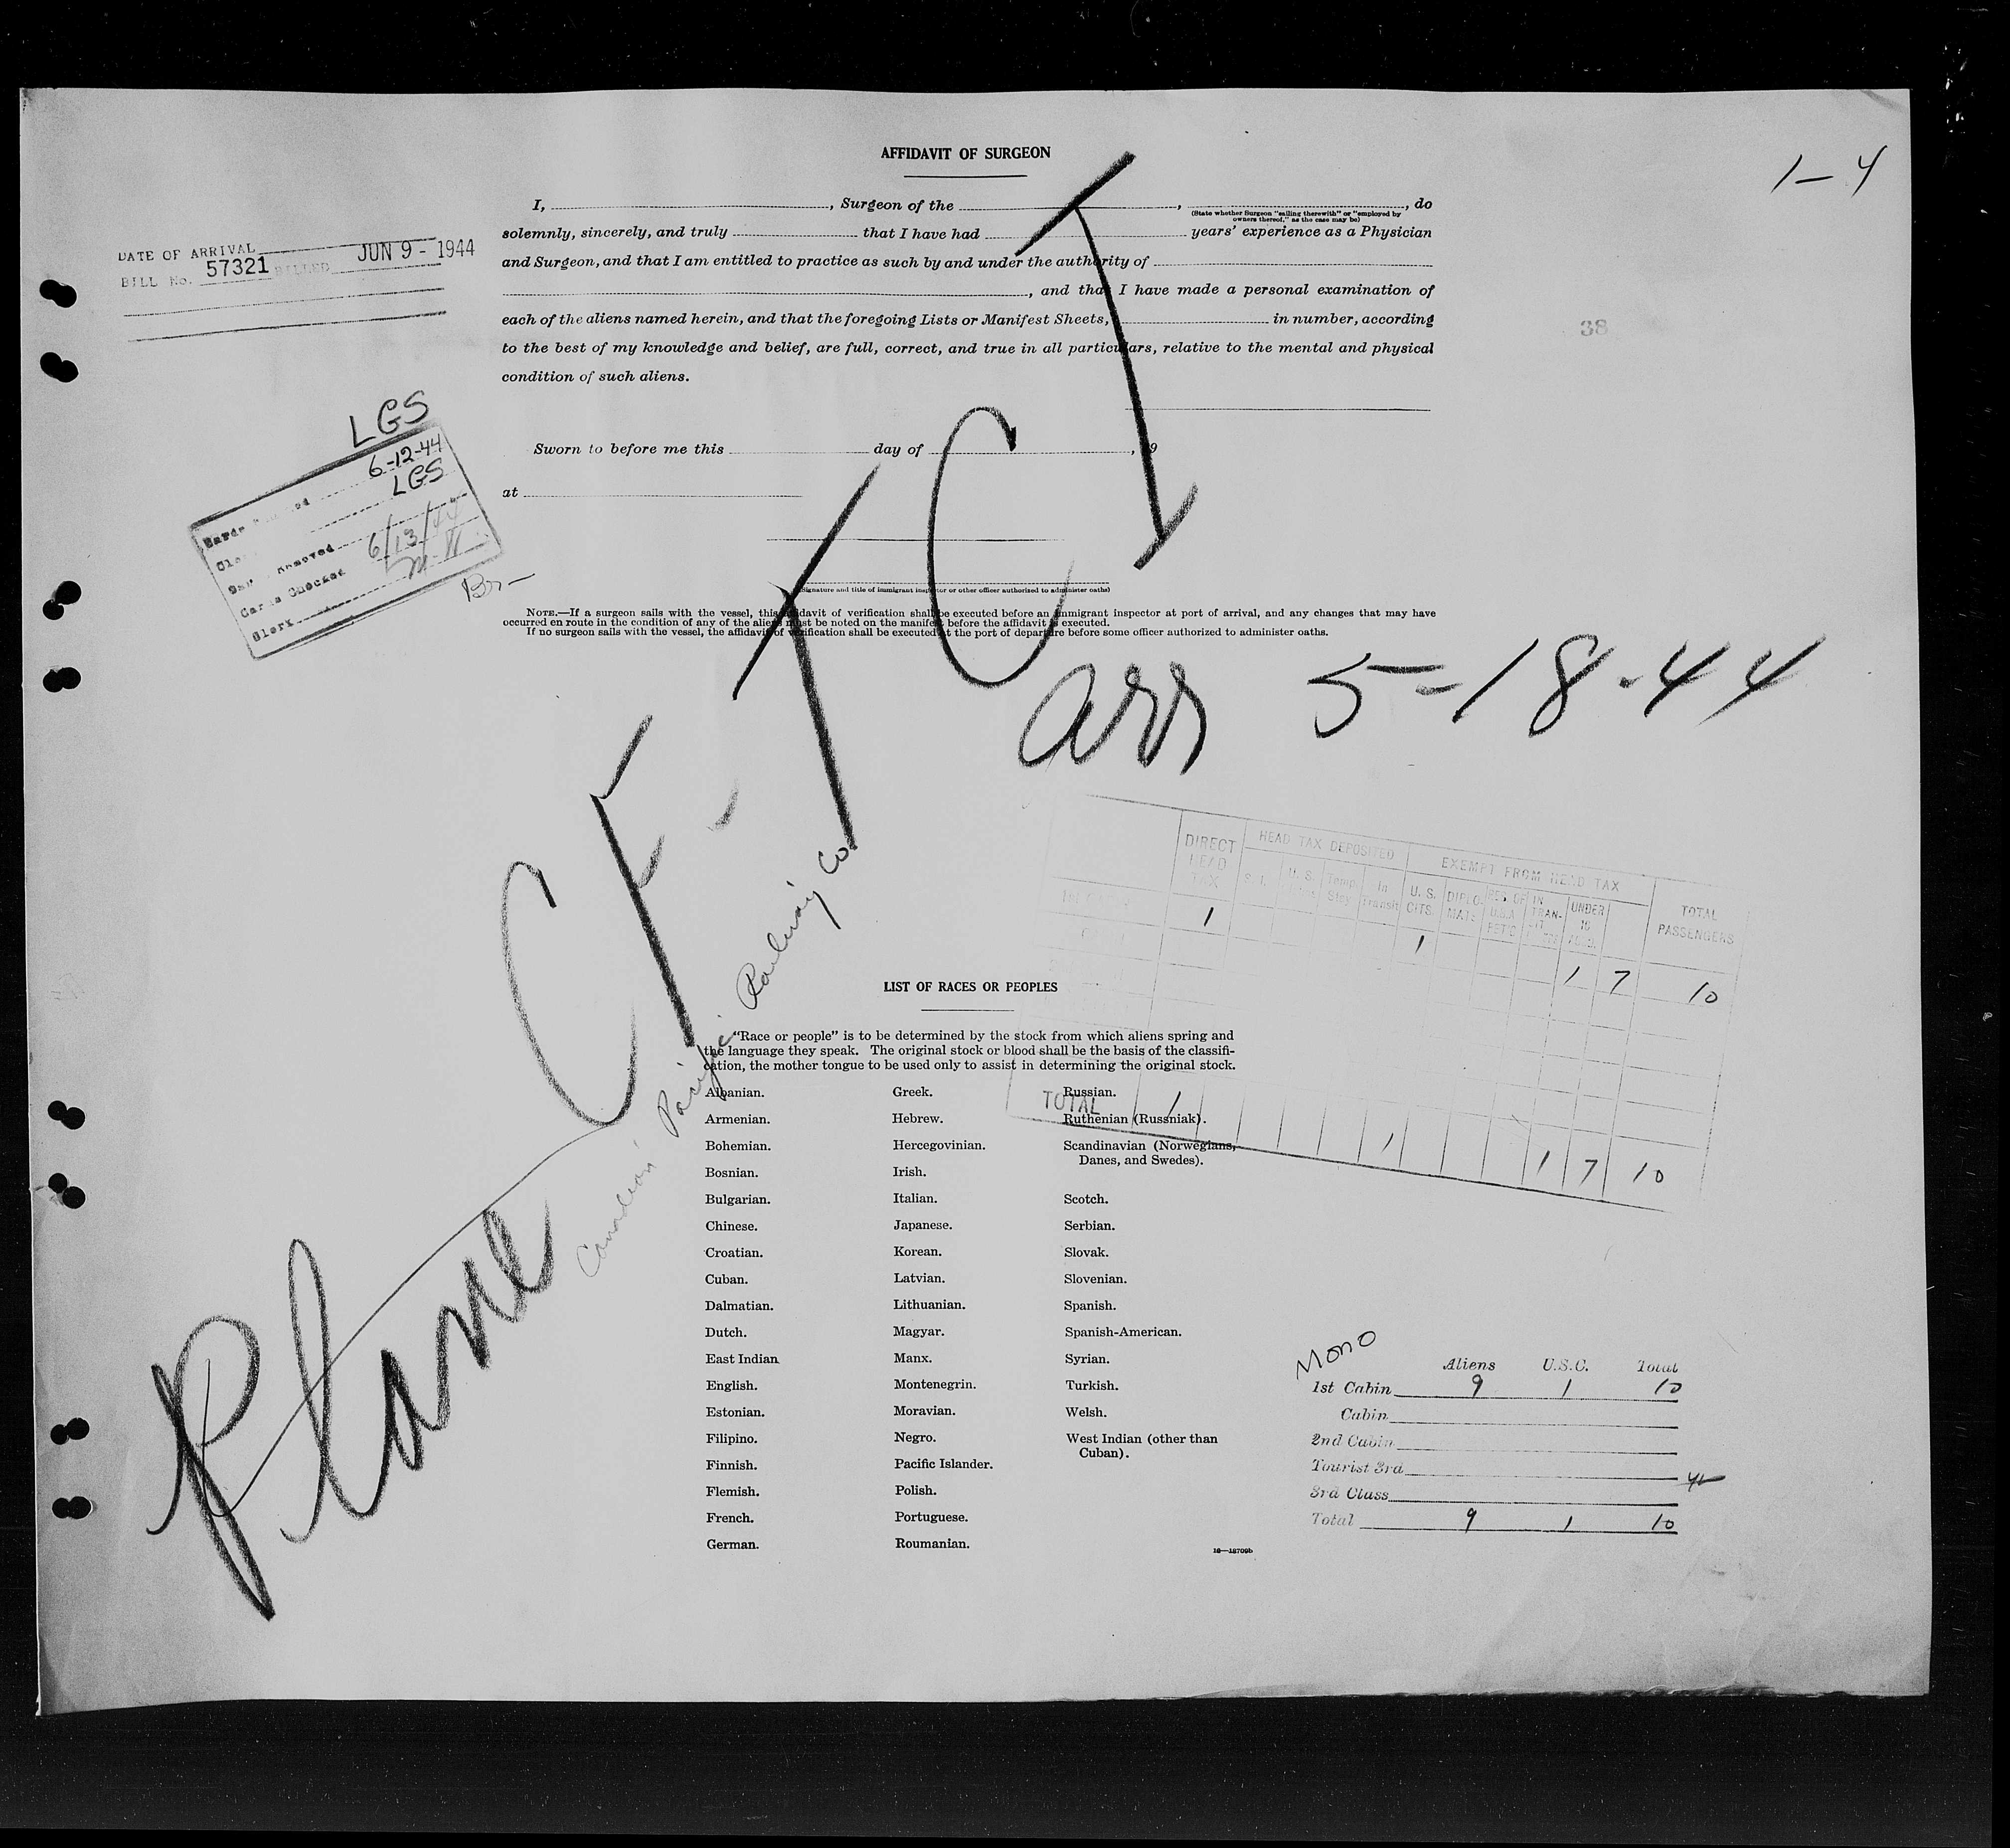 AFFIDAVIT OF SURGEON
1-4
I, , Surgeon of the , , do
(State whether Surgeon "sailing therewith" or "employed by owners thereof," as the case may be)
solemnly, sincerely, and truly that I have had years' experience as a Physician
and Surgeon, and that I am entitled to practice as such by and under the authority of
, and that I have made a personal examination of
each of the aliens named herein, and that the foregoing Lists or Manifest Sheets, in number, according
to the best of my knowledge and belief, are full, correct, and true in all particulars, relative to the mental and physical
condition of such aliens.
DATE OF ARRIVAL
BILL No. 57321 BILLED JUN 9 - 1944
38
Sworn to before me this day of , 19
at
(Signature and title of immigrant inspector or other officer authorized to administer oaths)
NOTE.—If a surgeon sails with the vessel, this affidavit of verification shall be executed before an immigrant inspector at port of arrival, and any changes that may have
occurred en route in the condition of any of the aliens must be noted on the manifest before the affidavit is executed.
If no surgeon sails with the vessel, the affidavit of verification shall be executed at the port of departure before some officer authorized to administer oaths.
LGS
6-12-44
LGS
Removed 6/13/44
Cards Checked
Clerk
Plane CF-TCI
arr 5-18-44
Canadian Pacific Railway Co
DIRECT HEAD TAX
HEAD TAX DEPOSITED
EXEMPT FROM HEAD TAX
TOTAL PASSENGERS
S. I. U. S. Temp. Stay In Transit U. S. CITS. DIPLO-MATS RES. OF U.S.A. RET'D IN TRAN-SIT UNDER 16
1 1 1 7 10
TOTAL 1 1 1 7 10
LIST OF RACES OR PEOPLES
"Race or people" is to be determined by the stock from which aliens spring and
the language they speak. The original stock or blood shall be the basis of the classifi-
cation, the mother tongue to be used only to assist in determining the original stock.
Albanian.
Armenian.
Bohemian.
Bosnian.
Bulgarian.
Chinese.
Croatian.
Cuban.
Dalmatian.
Dutch.
East Indian
English.
Estonian.
Filipino.
Finnish.
Flemish.
French.
German.
Greek.
Hebrew.
Hercegovinian.
Irish.
Italian.
Japanese.
Korean.
Latvian.
Lithuanian.
Magyar.
Manx.
Montenegrin.
Moravian.
Negro.
Pacific Islander.
Polish.
Portuguese.
Roumanian.
Russian.
Ruthenian (Russniak).
Scandinavian (Norwegians,
Danes, and Swedes).
Scotch.
Serbian.
Slovak.
Slovenian.
Spanish.
Spanish-American.
Syrian.
Turkish.
Welsh.
West Indian (other than
Cuban).
16—18709b
Mono
Aliens U.S.C. Total
1st Cabin 9 1 10
Cabin
2nd Cabin
Tourist 3rd
3rd Class
Total 9 1 10